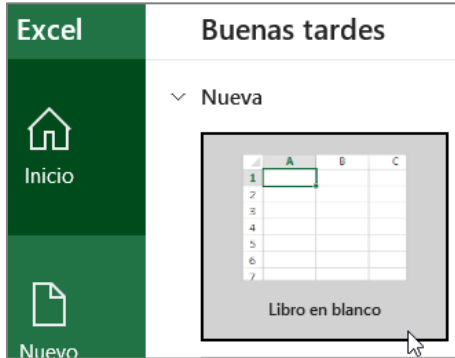 Excel
Buenas tardes
Nueva
Inicio
A B C
1
2
3
4
5
6
7
Libro en blanco
Nuevo